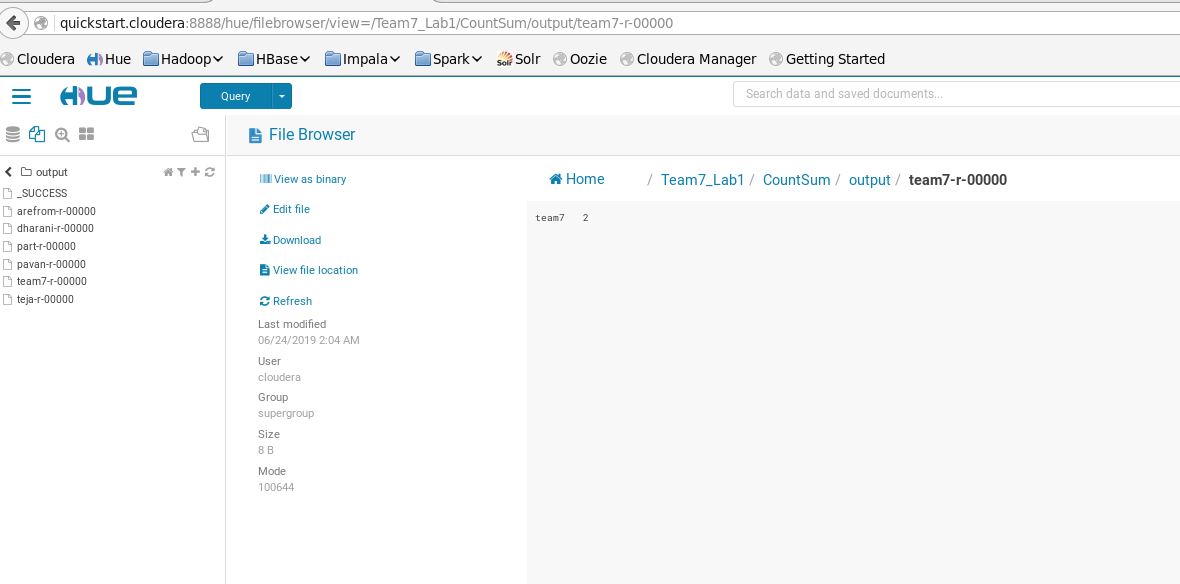 quickstart.cloudera:8888/hue/filebrowser/view=/Team7_Lab1/CountSum/output/team7-r-00000
Cloudera Hue Hadoop HBase Impala Spark Solr Solr Oozie Cloudera Manager Getting Started
HUE Query Search data and saved documents...
File Browser
output
_SUCCESS
arefrom-r-00000
dharani-r-00000
part-r-00000
pavan-r-00000
team7-r-00000
teja-r-00000
View as binary
Edit file
Download
View file location
Refresh
Last modified
06/24/2019 2:04 AM
User
cloudera
Group
supergroup
Size
8 B
Mode
100644
Home / Team7_Lab1 / CountSum / output / team7-r-00000
team7 2